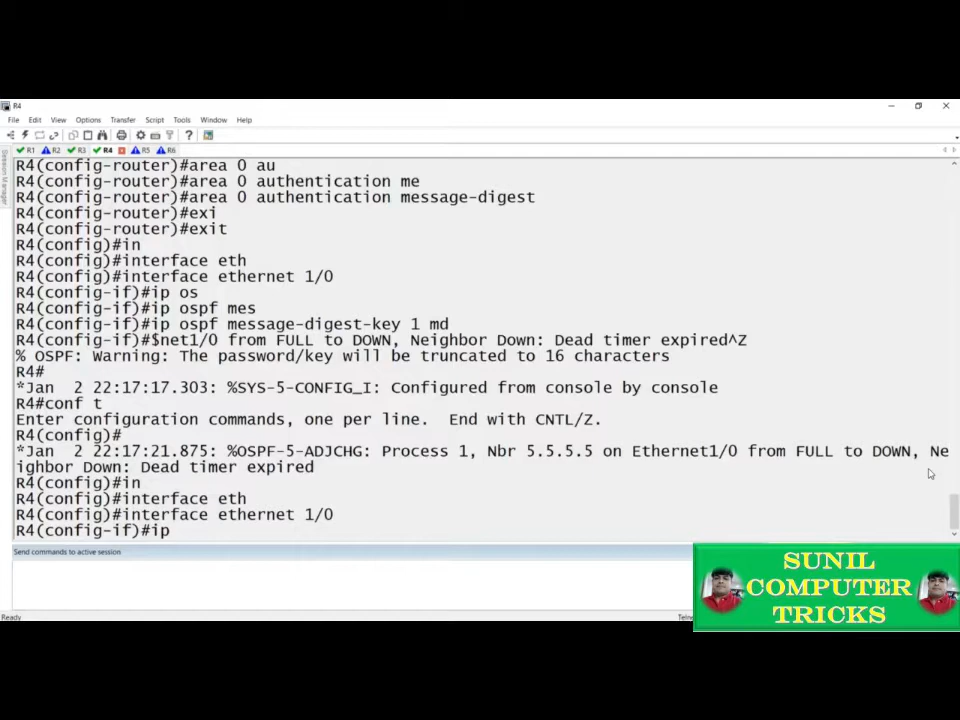 R4
File Edit View Options Transfer Script Tools Window Help
R1 R2 R3 R4 R5 R6
Session Manager
R4(config-router)#area 0 au
R4(config-router)#area 0 authentication me
R4(config-router)#area 0 authentication message-digest
R4(config-router)#exi
R4(config-router)#exit
R4(config)#in
R4(config)#interface eth
R4(config)#interface ethernet 1/0
R4(config-if)#ip os
R4(config-if)#ip ospf mes
R4(config-if)#ip ospf message-digest-key 1 md
R4(config-if)#$net1/0 from FULL to DOWN, Neighbor Down: Dead timer expired^Z
% OSPF: Warning: The password/key will be truncated to 16 characters
R4#
*Jan  2 22:17:17.303: %SYS-5-CONFIG_I: Configured from console by console
R4#conf t
Enter configuration commands, one per line.  End with CNTL/Z.
R4(config)#
*Jan  2 22:17:21.875: %OSPF-5-ADJCHG: Process 1, Nbr 5.5.5.5 on Ethernet1/0 from FULL to DOWN, Ne
ighbor Down: Dead timer expired
R4(config)#in
R4(config)#interface eth
R4(config)#interface ethernet 1/0
R4(config-if)#ip
Send commands to active session
Ready
SUNIL
COMPUTER
TRICKS